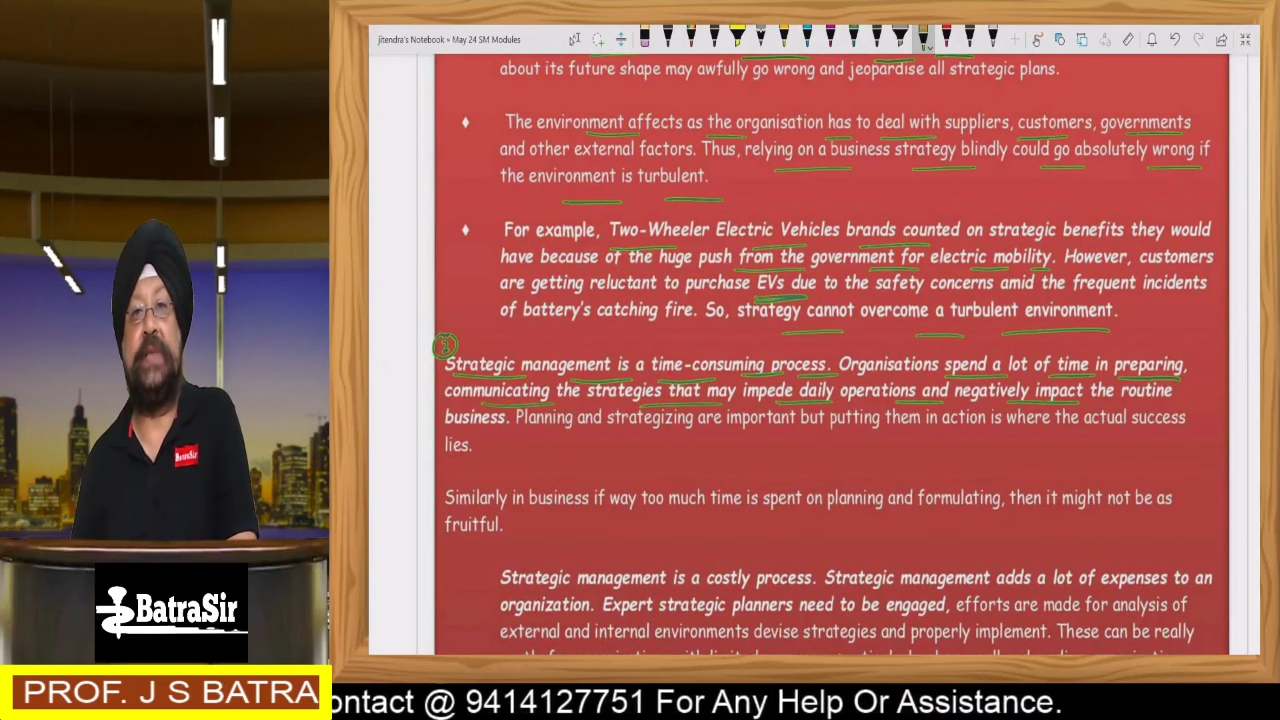 jitendra's Notebook » May 24 SM Modules
about its future shape may awfully go wrong and jeopardise all strategic plans.
♦ The environment affects as the organisation has to deal with suppliers, customers, governments
and other external factors. Thus, relying on a business strategy blindly could go absolutely wrong if
the environment is turbulent.
♦ For example, Two-Wheeler Electric Vehicles brands counted on strategic benefits they would
have because of the huge push from the government for electric mobility. However, customers
are getting reluctant to purchase EVs due to the safety concerns amid the frequent incidents
of battery's catching fire. So, strategy cannot overcome a turbulent environment.
2
Strategic management is a time-consuming process. Organisations spend a lot of time in preparing,
communicating the strategies that may impede daily operations and negatively impact the routine
business. Planning and strategizing are important but putting them in action is where the actual success
lies.
Similarly in business if way too much time is spent on planning and formulating, then it might not be as
fruitful.
Strategic management is a costly process. Strategic management adds a lot of expenses to an
organization. Expert strategic planners need to be engaged, efforts are made for analysis of
external and internal environments devise strategies and properly implement. These can be really
BatraSir
BatraSir
PROF. J S BATRA
ontact @ 9414127751 For Any Help Or Assistance.